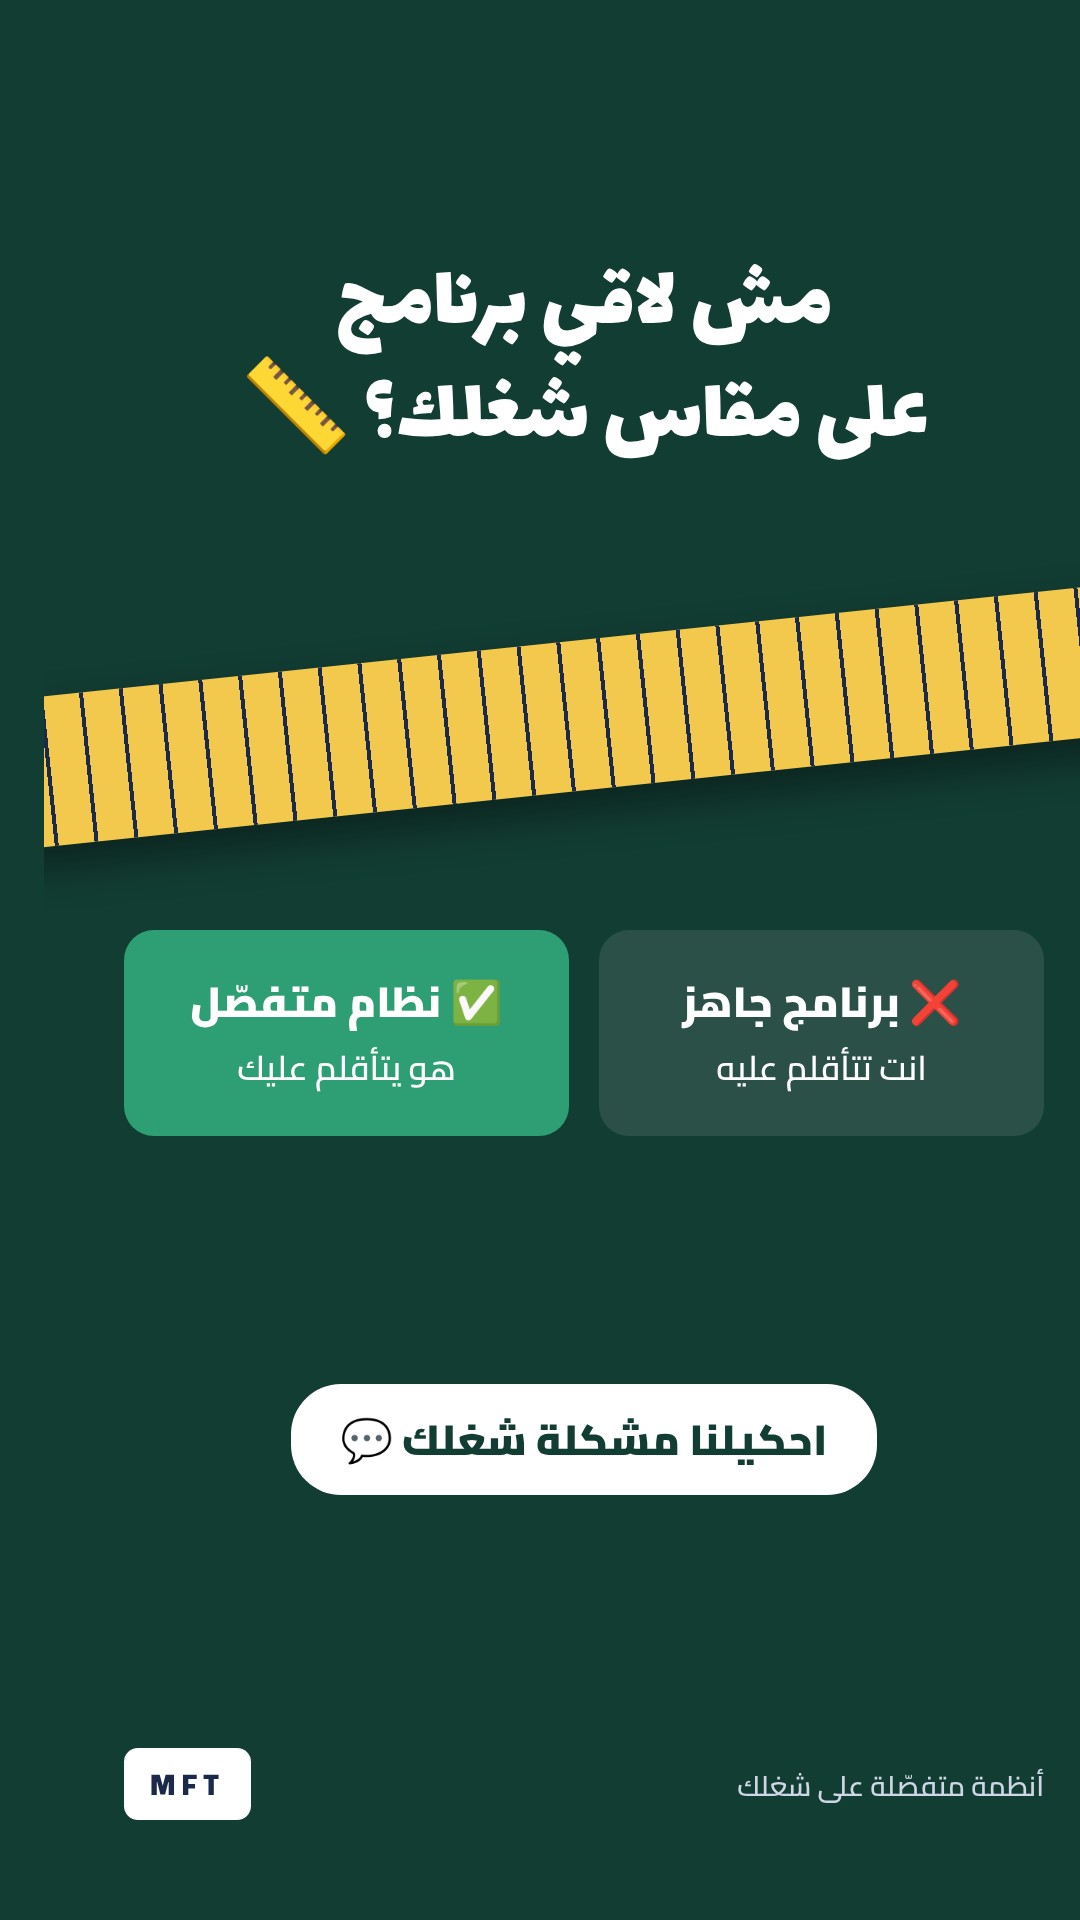 مش لاقي برنامج
على مقاس شغلك؟ 📏
❌ برنامج جاهز
انت تتأقلم عليه
✅ نظام متفصّل
هو يتأقلم عليك
احكيلنا مشكلة شغلك 💬
أنظمة متفصّلة على شغلك
MFT